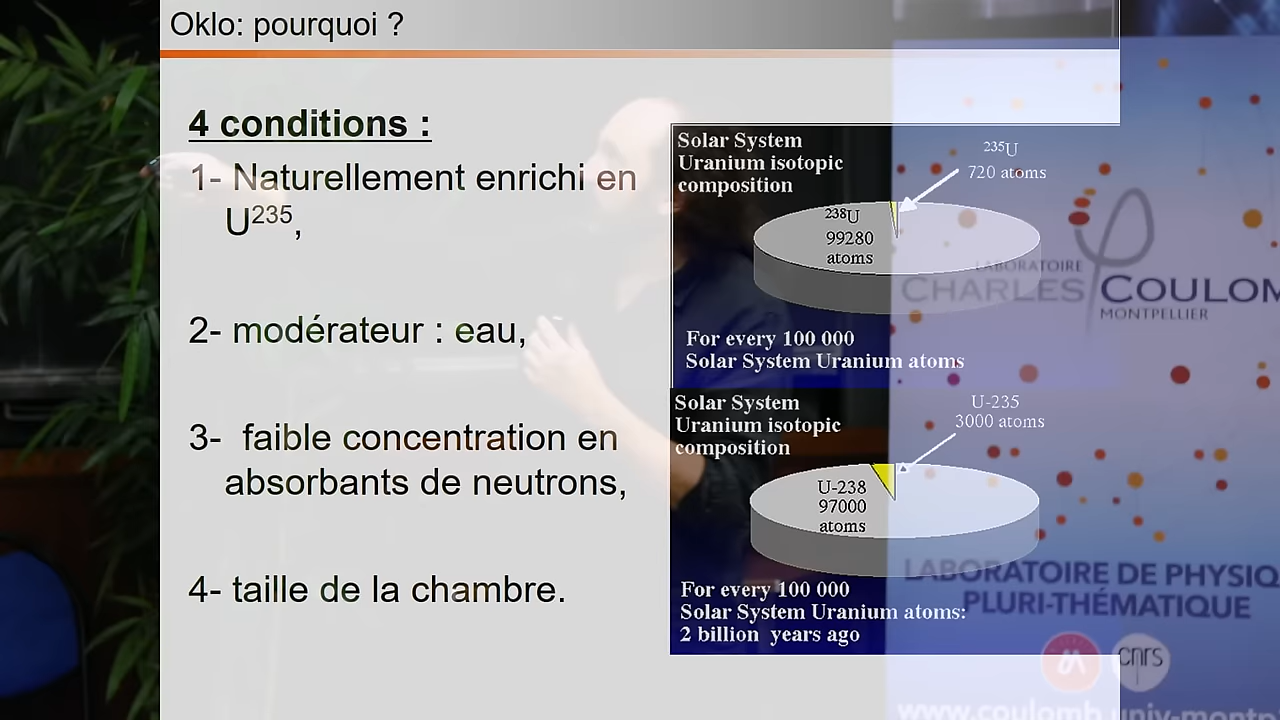 Oklo: pourquoi ?
4 conditions :
1- Naturellement enrichi en
U²³⁵,
2- modérateur : eau,
3- faible concentration en
absorbants de neutrons,
4- taille de la chambre.
Solar System
Uranium isotopic
composition
²³⁵U
720 atoms
²³⁸U
99280
atoms
For every 100 000
Solar System Uranium atoms
Solar System
Uranium isotopic
composition
U-235
3000 atoms
U-238
97000
atoms
For every 100 000
Solar System Uranium atoms:
2 billion years ago
LABORATOIRE
CHARLES COULOM
MONTPELLIER
LABORATOIRE DE PHYSIQ
PLURI-THÉMATIQUE
cnrs
www.coulomb.univ-montp